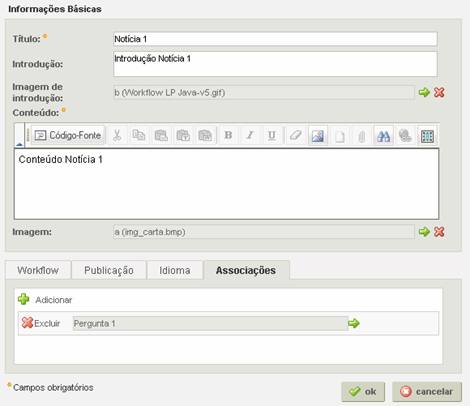 Informações Básicas
Título: * Notícia 1
Introdução: Introdução Notícia 1
Imagem de introdução: b (Workflow LP Java-v5.gif)
Conteúdo: *
Código-Fonte B I U
Conteúdo Notícia 1
Imagem: a (img_carta.bmp)
Workflow Publicação Idioma Associações
Adicionar
Excluir Pergunta 1
* Campos obrigatórios
ok cancelar